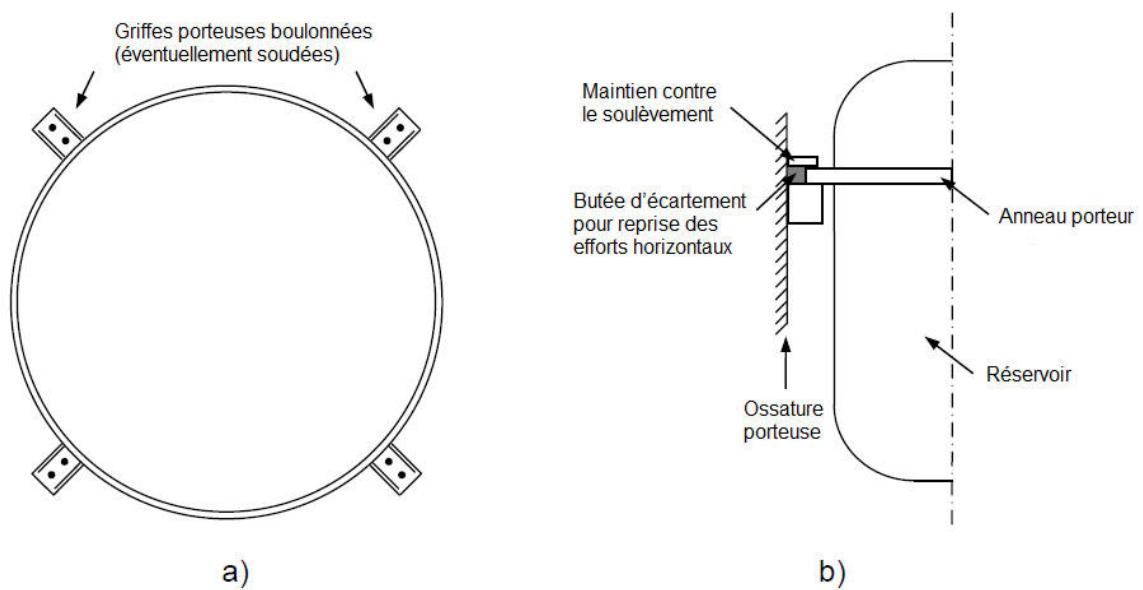 Griffes porteuses boulonnées
(éventuellement soudées)
a)
Maintien contre
le soulèvement
Butée d'écartement
pour reprise des
efforts horizontaux
Anneau porteur
Réservoir
Ossature
porteuse
b)